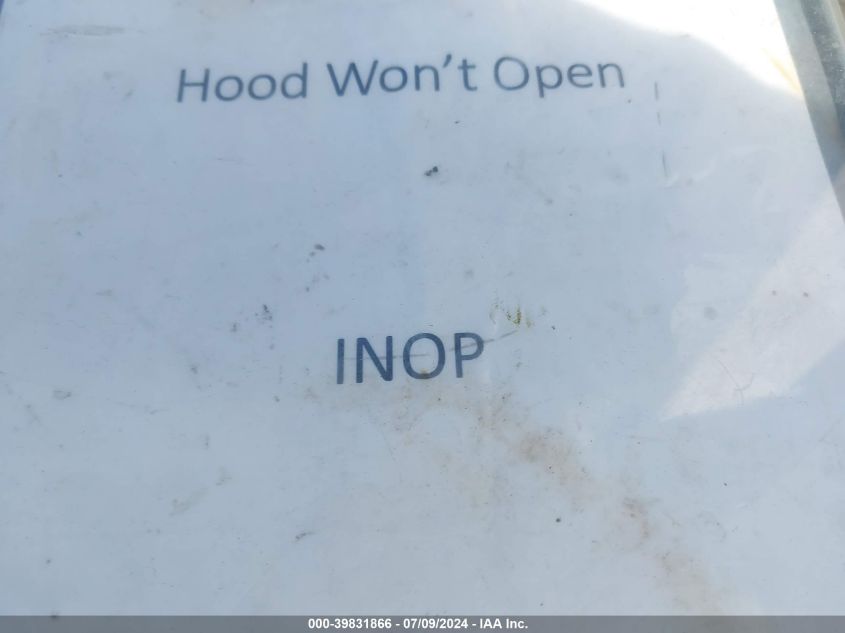 Hood Won’t Open
INOP
000-39831866 - 07/09/2024 - IAA Inc.